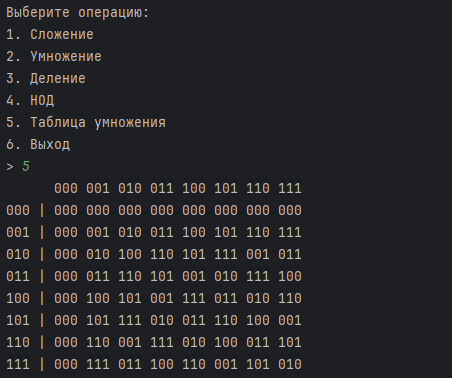 Выберите операцию:
1. Сложение
2. Умножение
3. Деление
4. НОД
5. Таблица умножения
6. Выход
> 5
      000 001 010 011 100 101 110 111
000 | 000 000 000 000 000 000 000 000
001 | 000 001 010 011 100 101 110 111
010 | 000 010 100 110 101 111 001 011
011 | 000 011 110 101 001 010 111 100
100 | 000 100 101 001 111 011 010 110
101 | 000 101 111 010 011 110 100 001
110 | 000 110 001 111 010 100 011 101
111 | 000 111 011 100 110 001 101 010